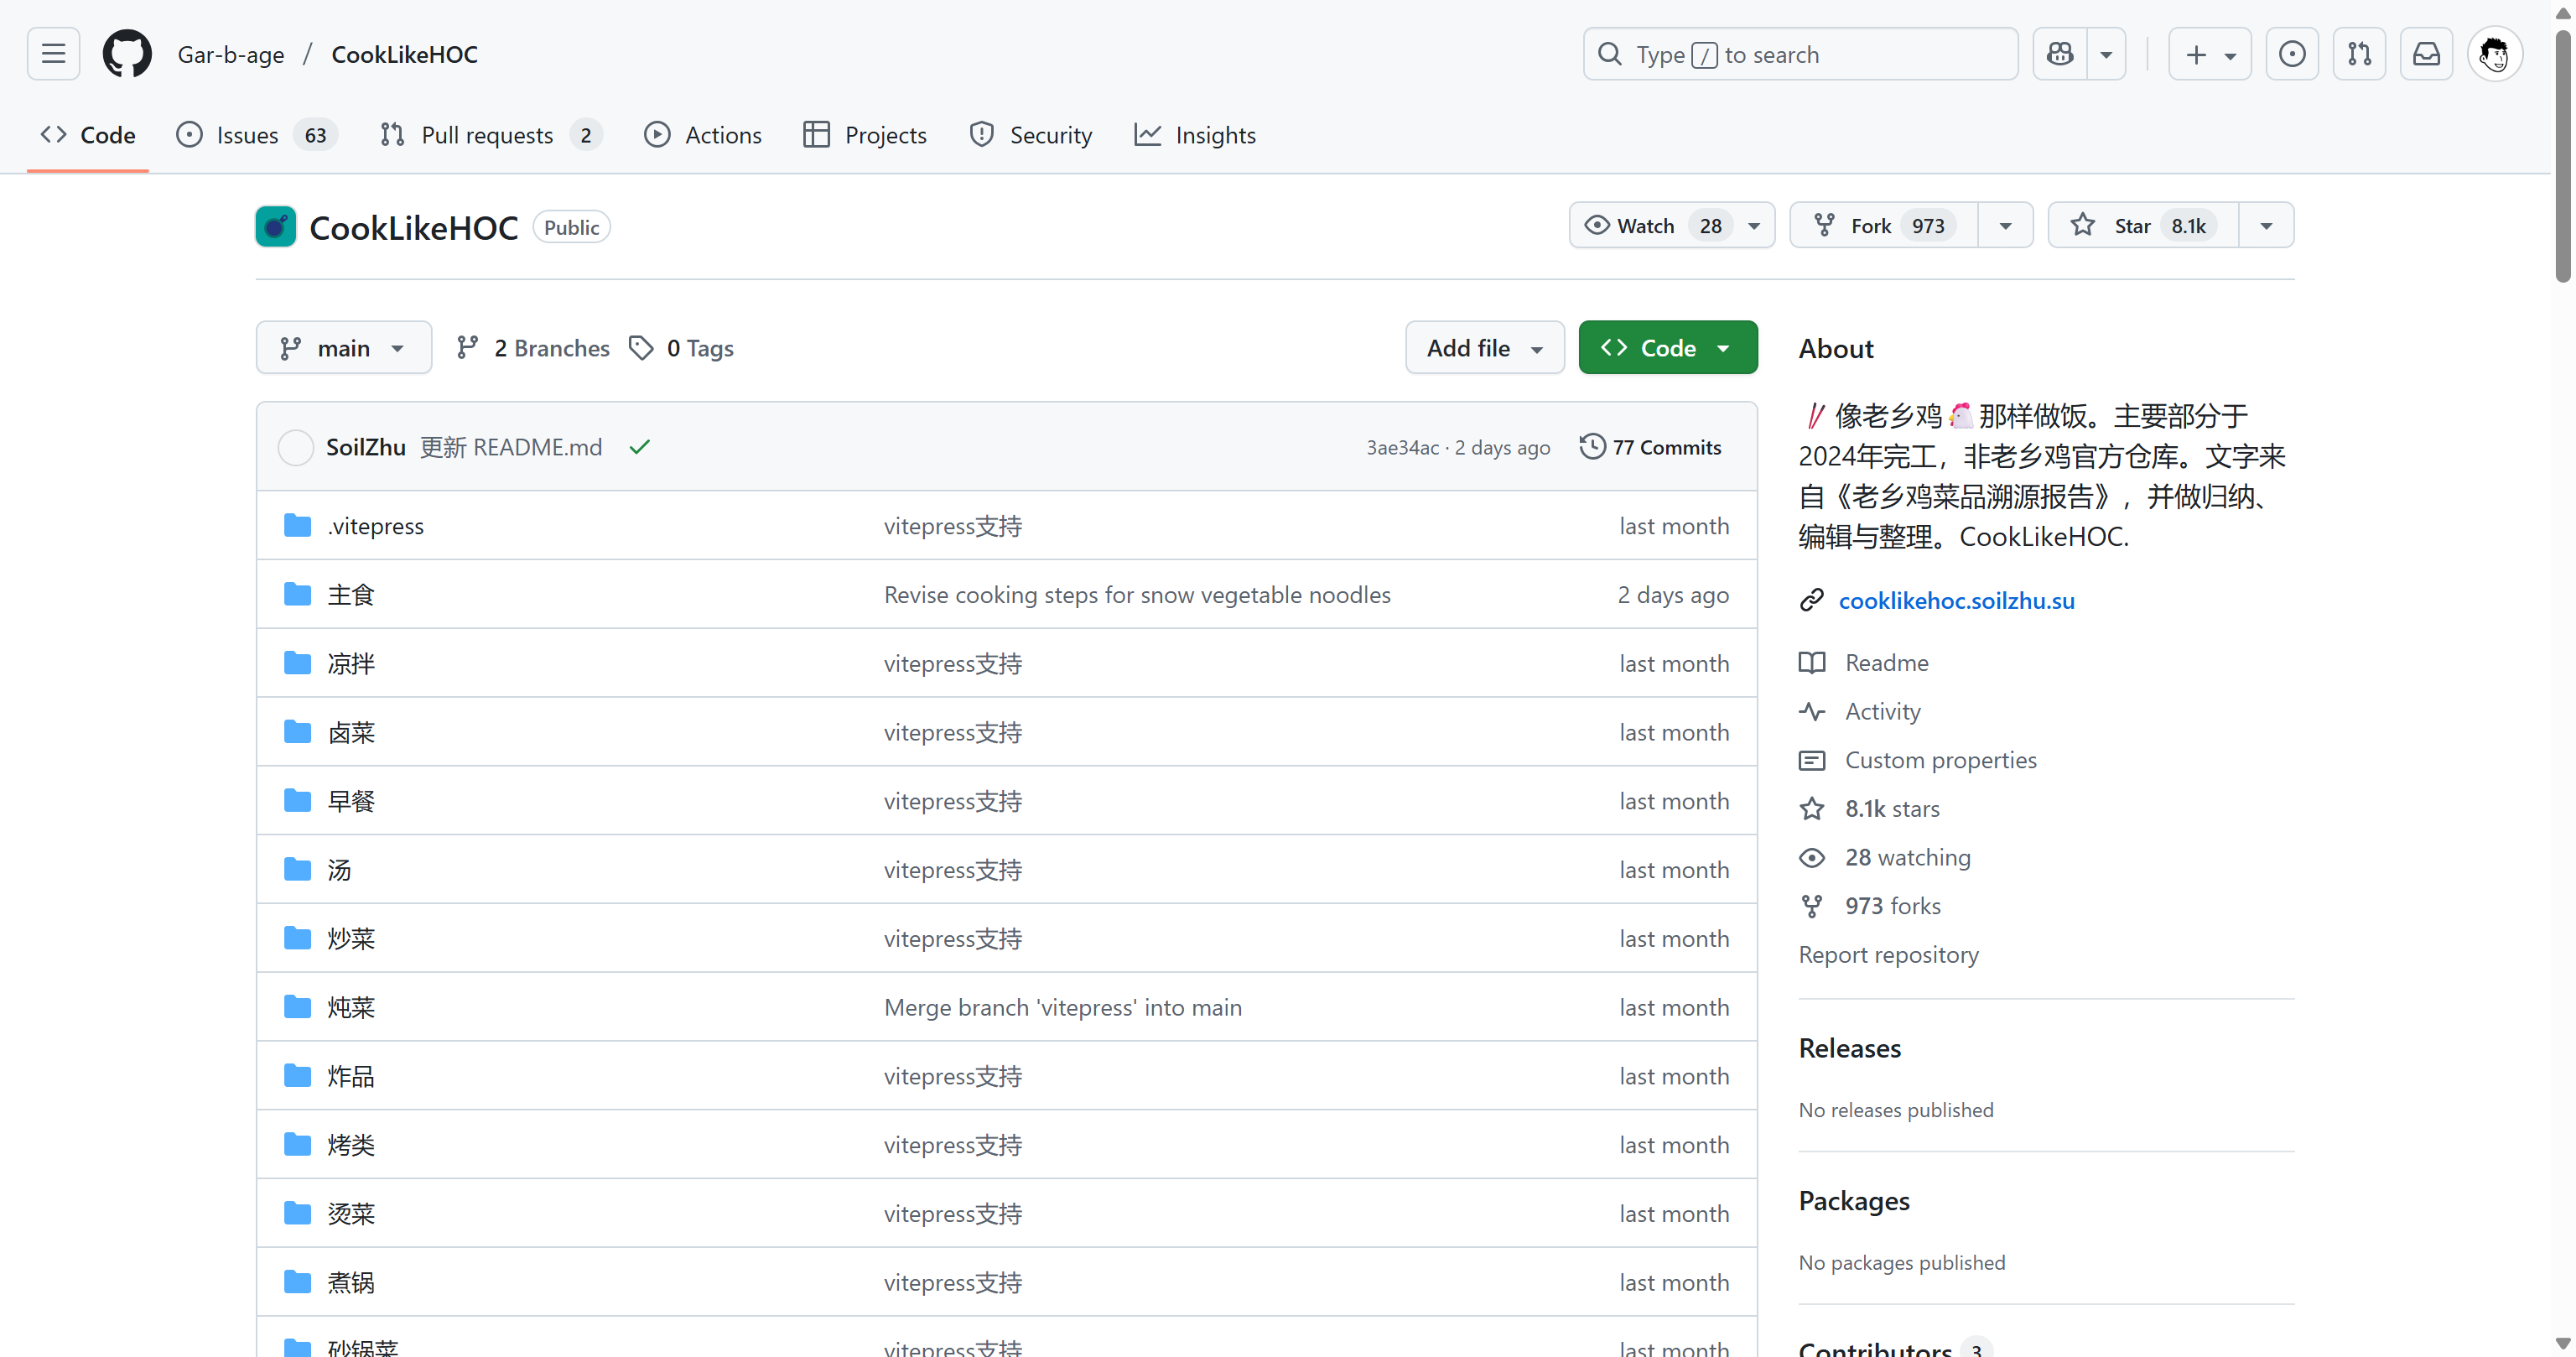 Gar-b-age / CookLikeHOC
Type / to search
Code
Issues 63
Pull requests 2
Actions
Projects
Security
Insights
CookLikeHOC Public
Watch 28
Fork 973
Star 8.1k
main
2 Branches
0 Tags
Add file
Code
SoilZhu 更新 README.md
3ae34ac · 2 days ago
77 Commits
.vitepress vitepress支持 last month
主食 Revise cooking steps for snow vegetable noodles 2 days ago
凉拌 vitepress支持 last month
卤菜 vitepress支持 last month
早餐 vitepress支持 last month
汤 vitepress支持 last month
炒菜 vitepress支持 last month
炖菜 Merge branch 'vitepress' into main last month
炸品 vitepress支持 last month
烤类 vitepress支持 last month
烫菜 vitepress支持 last month
煮锅 vitepress支持 last month
砂锅菜 vitepress支持 last month
About
🥢 像老乡鸡🐔那样做饭。主要部分于
2024年完工，非老乡鸡官方仓库。文字来
自《老乡鸡菜品溯源报告》，并做归纳、
编辑与整理。CookLikeHOC.
cooklikehoc.soilzhu.su
Readme
Activity
Custom properties
8.1k stars
28 watching
973 forks
Report repository
Releases
No releases published
Packages
No packages published
Contributors 3